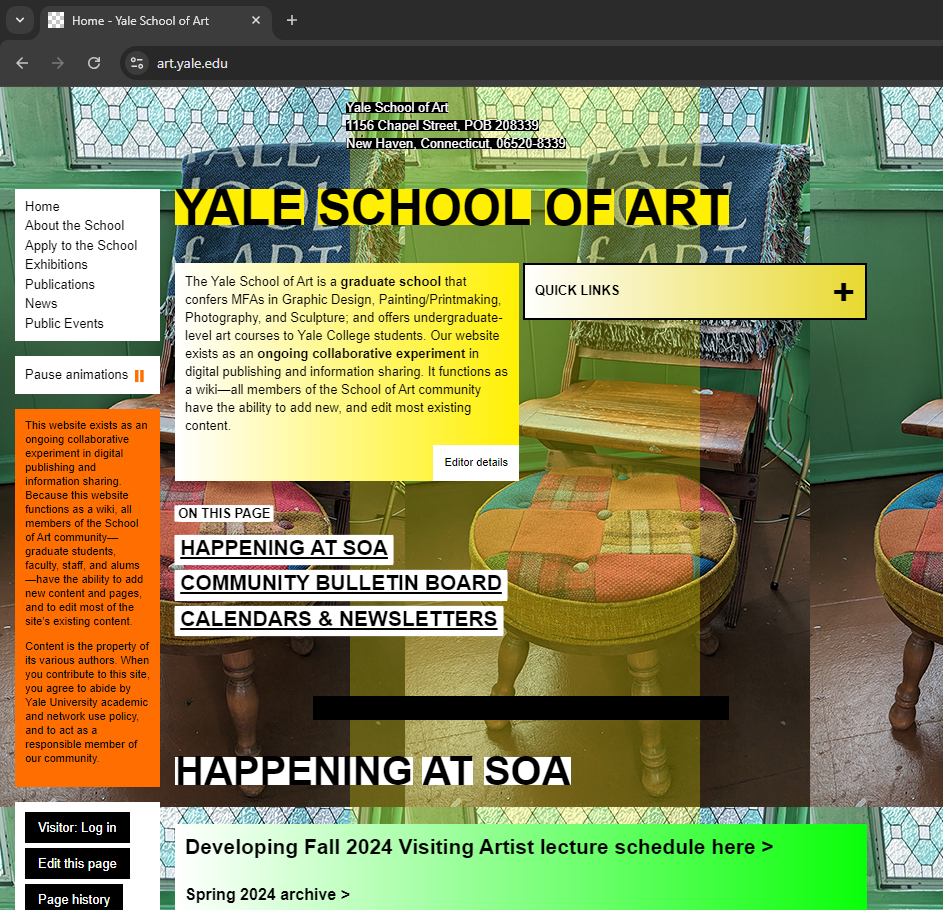 Home - Yale School of Art
art.yale.edu
Yale School of Art
1156 Chapel Street, POB 208339
New Haven, Connecticut, 06520-8339
YALE SCHOOL OF ART
Home
About the School
Apply to the School
Exhibitions
Publications
News
Public Events
Pause animations
This website exists as an
ongoing collaborative
experiment in digital
publishing and
information sharing.
Because this website
functions as a wiki, all
members of the School
of Art community—
graduate students,
faculty, staff, and alums
—have the ability to add
new content and pages,
and to edit most of the
site's existing content.
Content is the property of
its various authors. When
you contribute to this site,
you agree to abide by
Yale University academic
and network use policy,
and to act as a
responsible member of
our community.
Visitor: Log in
Edit this page
Page history
The Yale School of Art is a graduate school that
confers MFAs in Graphic Design, Painting/Printmaking,
Photography, and Sculpture; and offers undergraduate-
level art courses to Yale College students. Our website
exists as an ongoing collaborative experiment in
digital publishing and information sharing. It functions as
a wiki—all members of the School of Art community
have the ability to add new, and edit most existing
content.
Editor details
QUICK LINKS
ON THIS PAGE
HAPPENING AT SOA
COMMUNITY BULLETIN BOARD
CALENDARS & NEWSLETTERS
HAPPENING AT SOA
Developing Fall 2024 Visiting Artist lecture schedule here >
Spring 2024 archive >